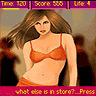 Time: 120 Score: 555 Life: 4
what else is in store?...Press